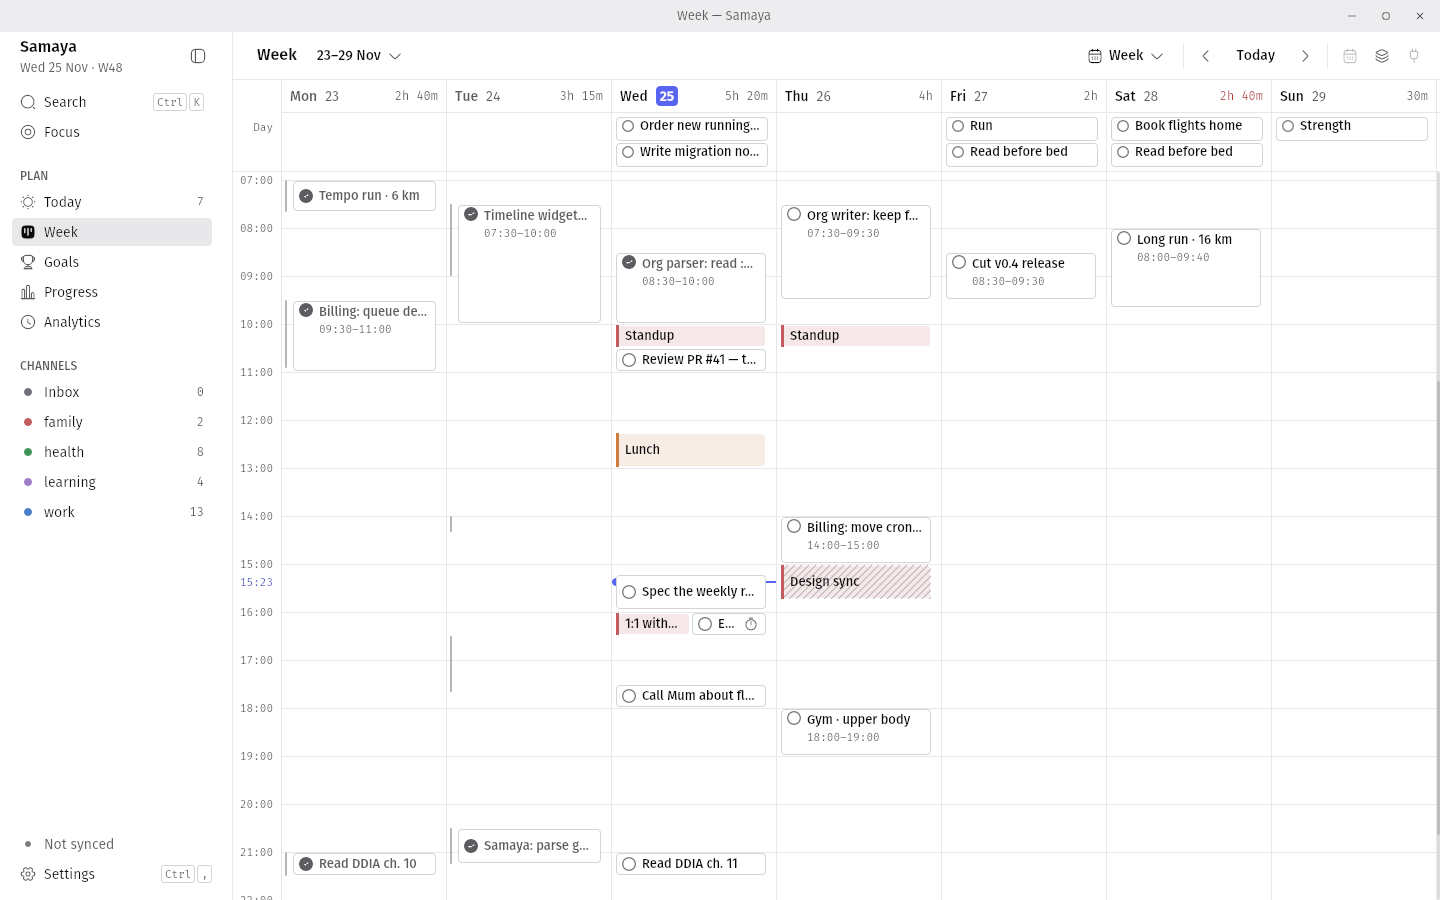 Week — Samaya
Samaya
Wed 25 Nov · W48
Search Ctrl K
Focus
PLAN
Today 7
Week
Goals
Progress
Analytics
CHANNELS
Inbox 0
family 2
health 8
learning 4
work 13
Not synced
Settings Ctrl ,
Week 23–29 Nov
Week
Today
Mon 23 2h 40m
Tue 24 3h 15m
Wed 25 5h 20m
Thu 26 4h
Fri 27 2h
Sat 28 2h 40m
Sun 29 30m
Day
Order new running...
Write migration no...
Run
Read before bed
Book flights home
Read before bed
Strength
07:00
08:00
09:00
10:00
11:00
12:00
13:00
14:00
15:00
15:23
16:00
17:00
18:00
19:00
20:00
21:00
22:00
Tempo run · 6 km
Billing: queue de...
09:30–11:00
Read DDIA ch. 10
Timeline widget...
07:30–10:00
Samaya: parse g...
Org parser: read :...
08:30–10:00
Standup
Review PR #41 — t...
Lunch
Spec the weekly r...
1:1 with...
E...
Call Mum about fl...
Read DDIA ch. 11
Org writer: keep f...
07:30–09:30
Standup
Billing: move cron...
14:00–15:00
Design sync
Gym · upper body
18:00–19:00
Cut v0.4 release
08:30–09:30
Long run · 16 km
08:00–09:40